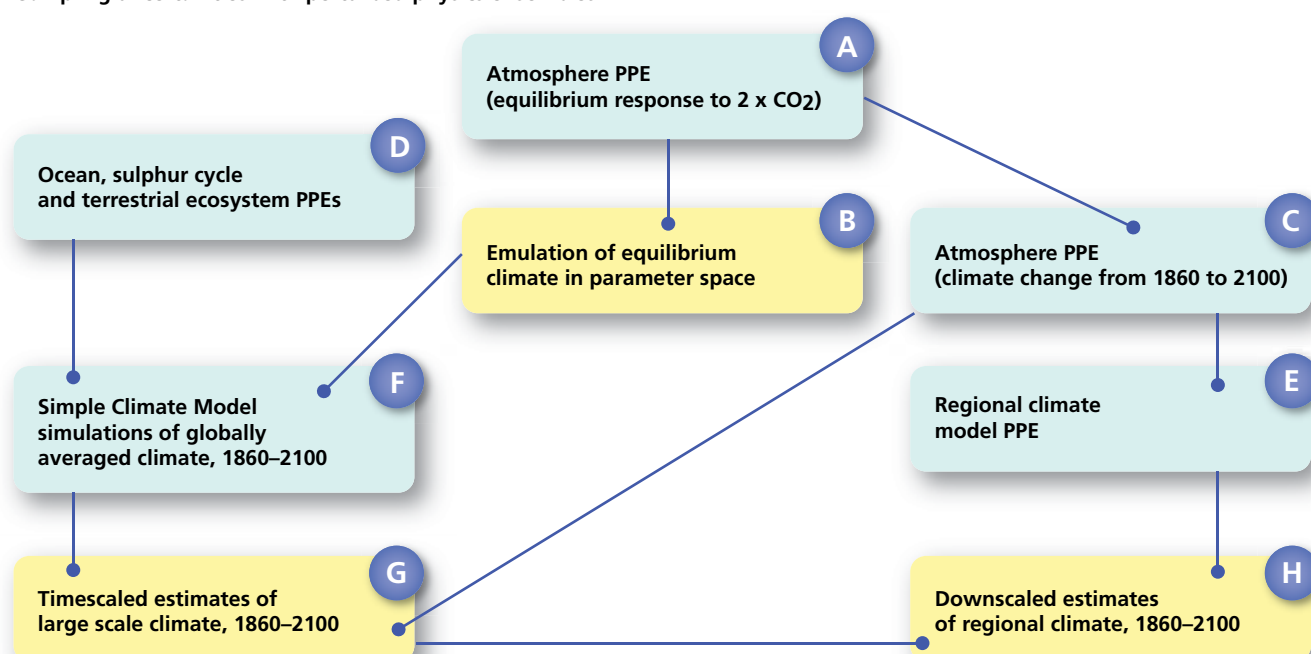 A
Atmosphere PPE
(equilibrium response to 2 x CO2)
D
Ocean, sulphur cycle
and terrestrial ecosystem PPEs
B
Emulation of equilibrium
climate in parameter space
C
Atmosphere PPE
(climate change from 1860 to 2100)
F
Simple Climate Model
simulations of globally
averaged climate, 1860–2100
E
Regional climate
model PPE
G
Timescaled estimates of
large scale climate, 1860–2100
H
Downscaled estimates
of regional climate, 1860–2100